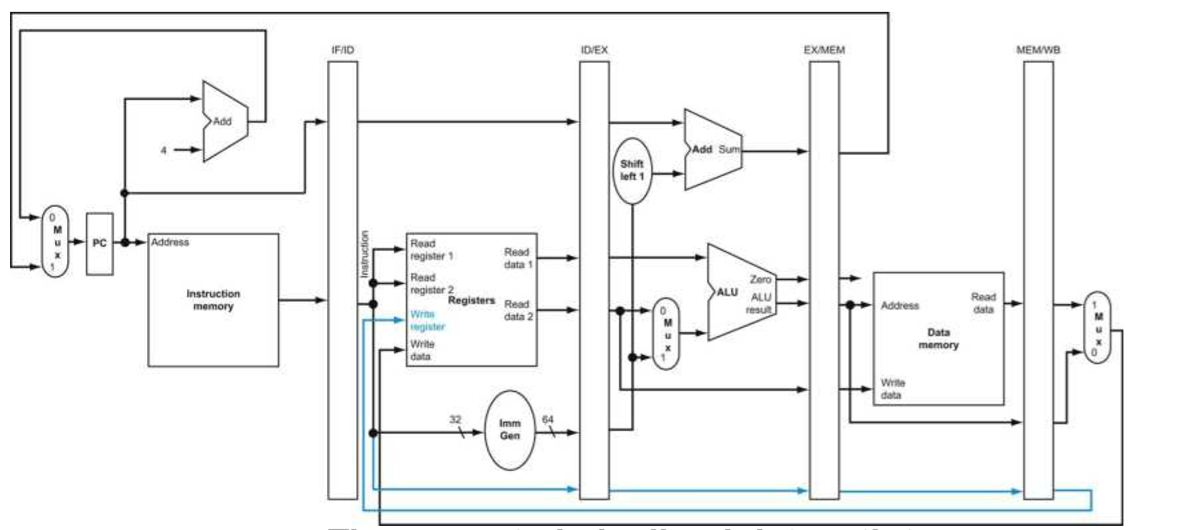 IF/ID
ID/EX
EX/MEM
MEM/WB
Add
4
Add Sum
Shift
left 1
0
M
u
x
1
PC
Address
Instruction
memory
Instruction
Read
register 1
Read
register 2
Registers
Write
register
Write
data
Read
data 1
Read
data 2
0
M
u
x
1
Zero
ALU
ALU
result
Address
Read
data
Data
memory
Write
data
1
M
u
x
0
32
Imm
Gen
64